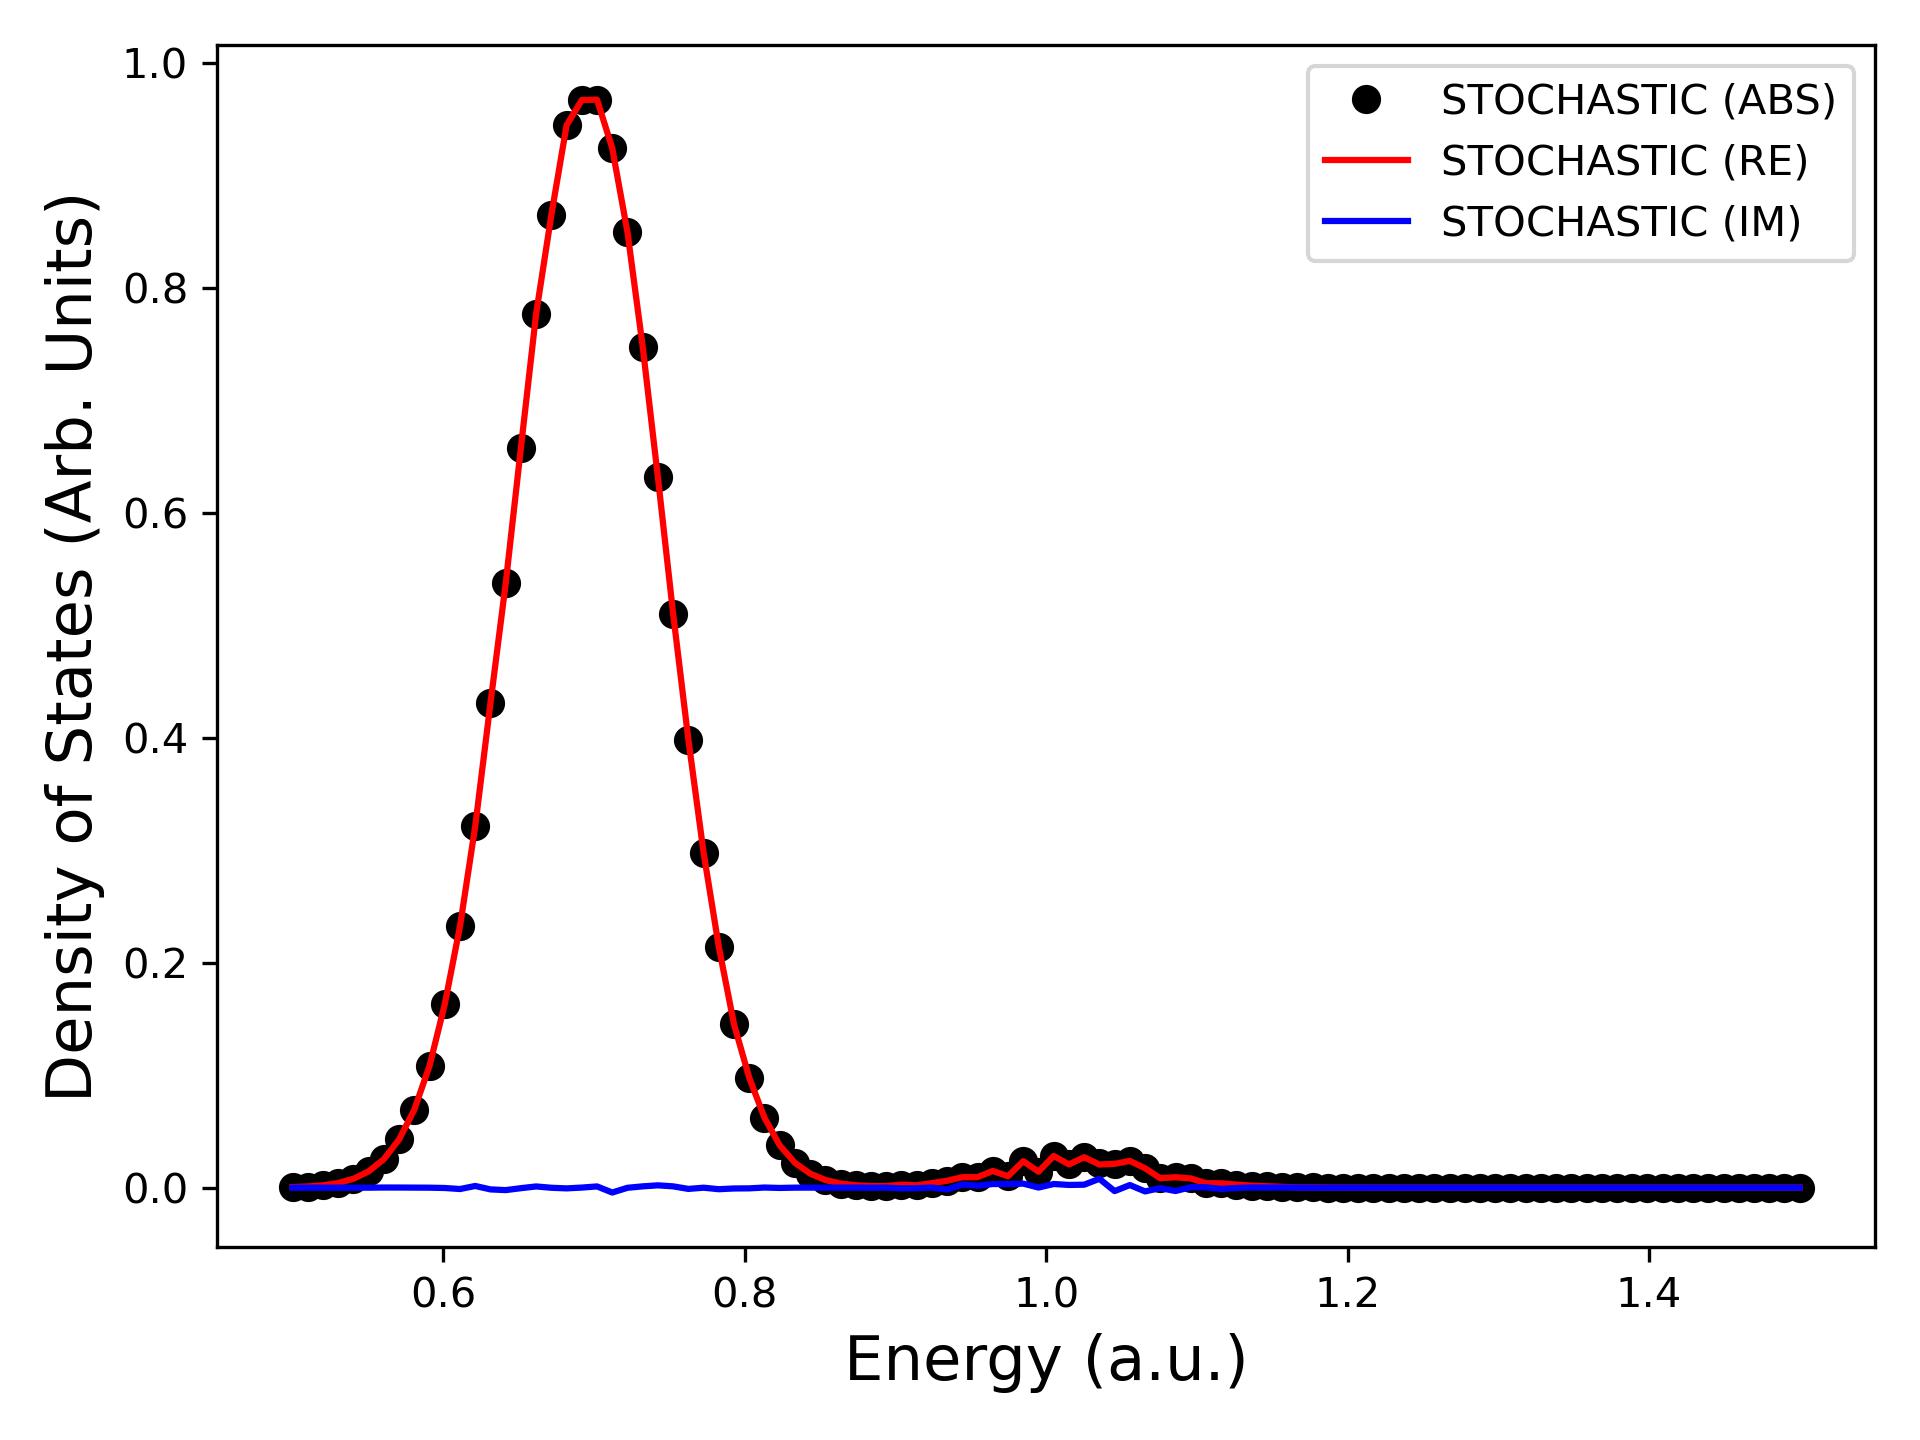 1.0
0.8
0.6
0.4
0.2
0.0
Density of States (Arb. Units)
STOCHASTIC (ABS)
STOCHASTIC (RE)
STOCHASTIC (IM)
0.6 0.8 1.0 1.2 1.4
Energy (a.u.)